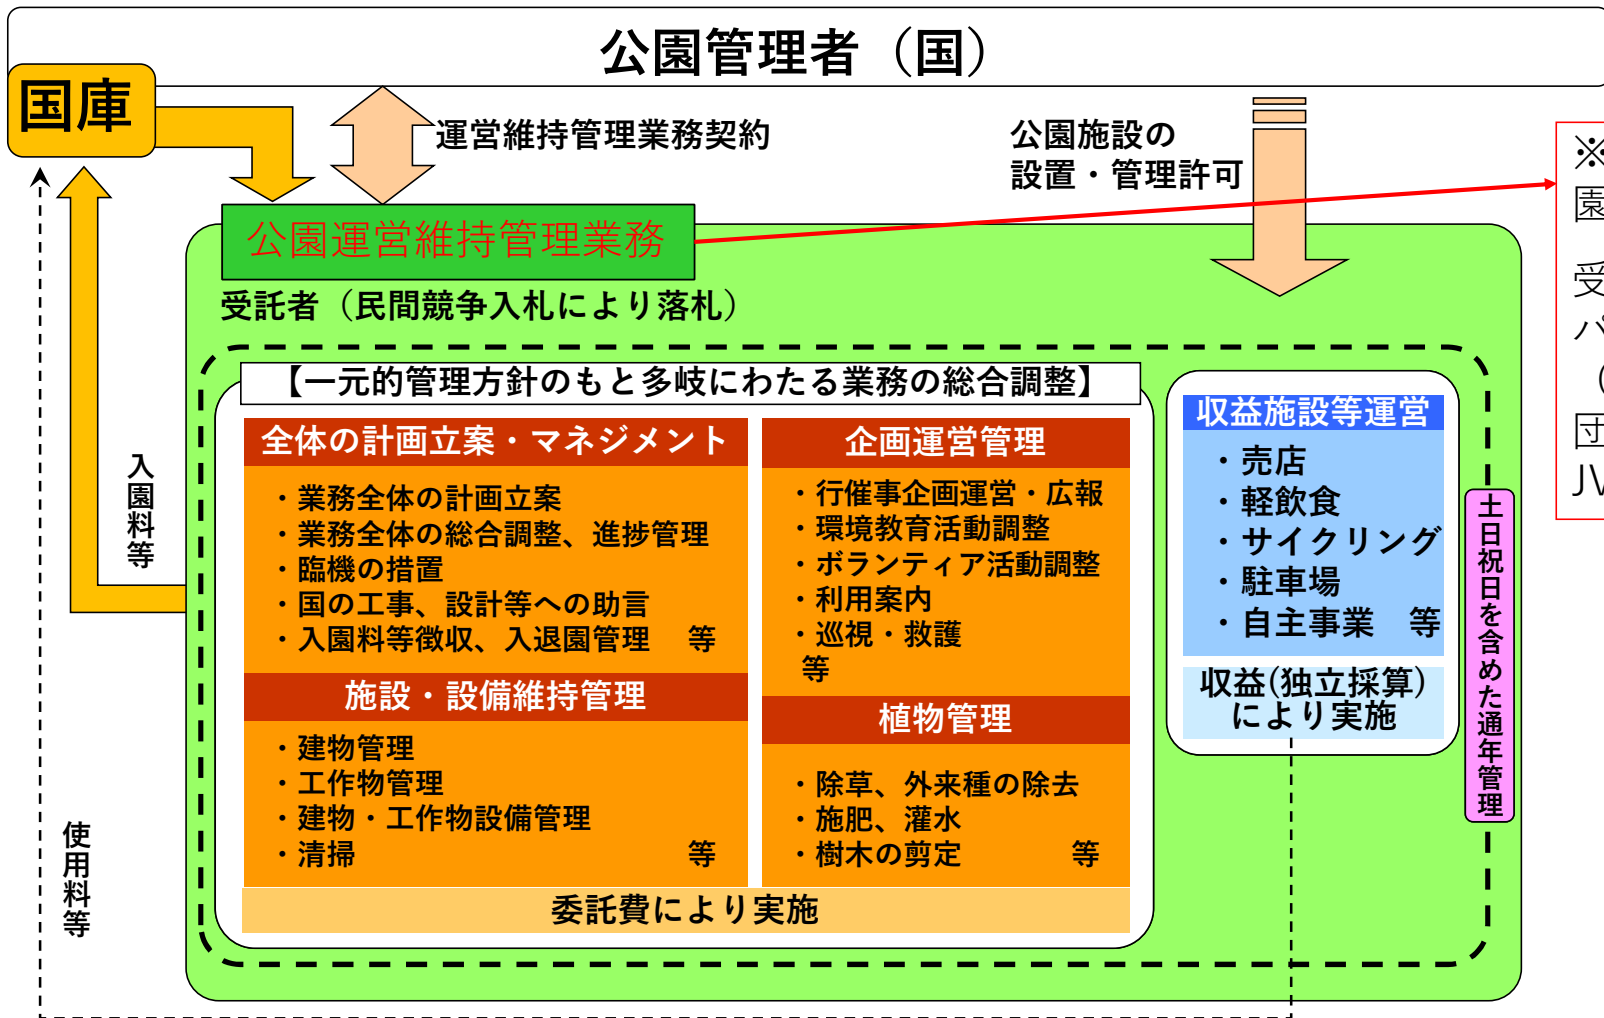 公園管理者（国）
国庫
運営維持管理業務契約
公園施設の
設置・管理許可
※
園
受
パ
（
団
JV
公園運営維持管理業務
受託者（民間競争入札により落札）
【一元的管理方針のもと多岐にわたる業務の総合調整】
全体の計画立案・マネジメント
・業務全体の計画立案
・業務全体の総合調整、進捗管理
・臨機の措置
・国の工事、設計等への助言
・入園料等徴収、入退園管理　等
施設・設備維持管理
・建物管理
・工作物管理
・建物・工作物設備管理
・清掃　等
企画運営管理
・行催事企画運営・広報
・環境教育活動調整
・ボランティア活動調整
・利用案内
・巡視・救護
等
植物管理
・除草、外来種の除去
・施肥、灌水
・樹木の剪定　等
委託費により実施
収益施設等運営
・売店
・軽飲食
・サイクリング
・駐車場
・自主事業　等
収益(独立採算)
により実施
土日祝日を含めた通年管理
入園料等
使用料等